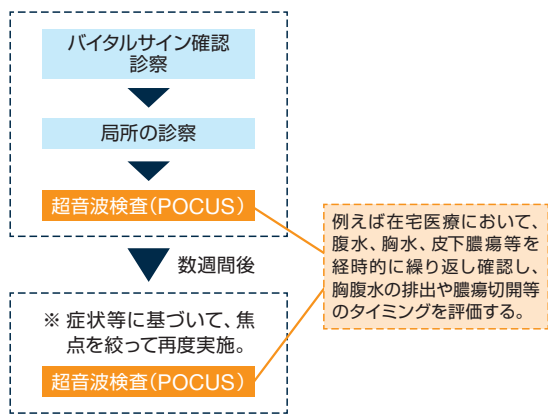 バイタルサイン確認
診察
局所の診察
超音波検査(POCUS)
数週間後
※ 症状等に基づいて、焦
点を絞って再度実施。
超音波検査(POCUS)
例えば在宅医療において、
腹水、胸水、皮下膿瘍等を
経時的に繰り返し確認し、
胸腹水の排出や膿瘍切開等
のタイミングを評価する。